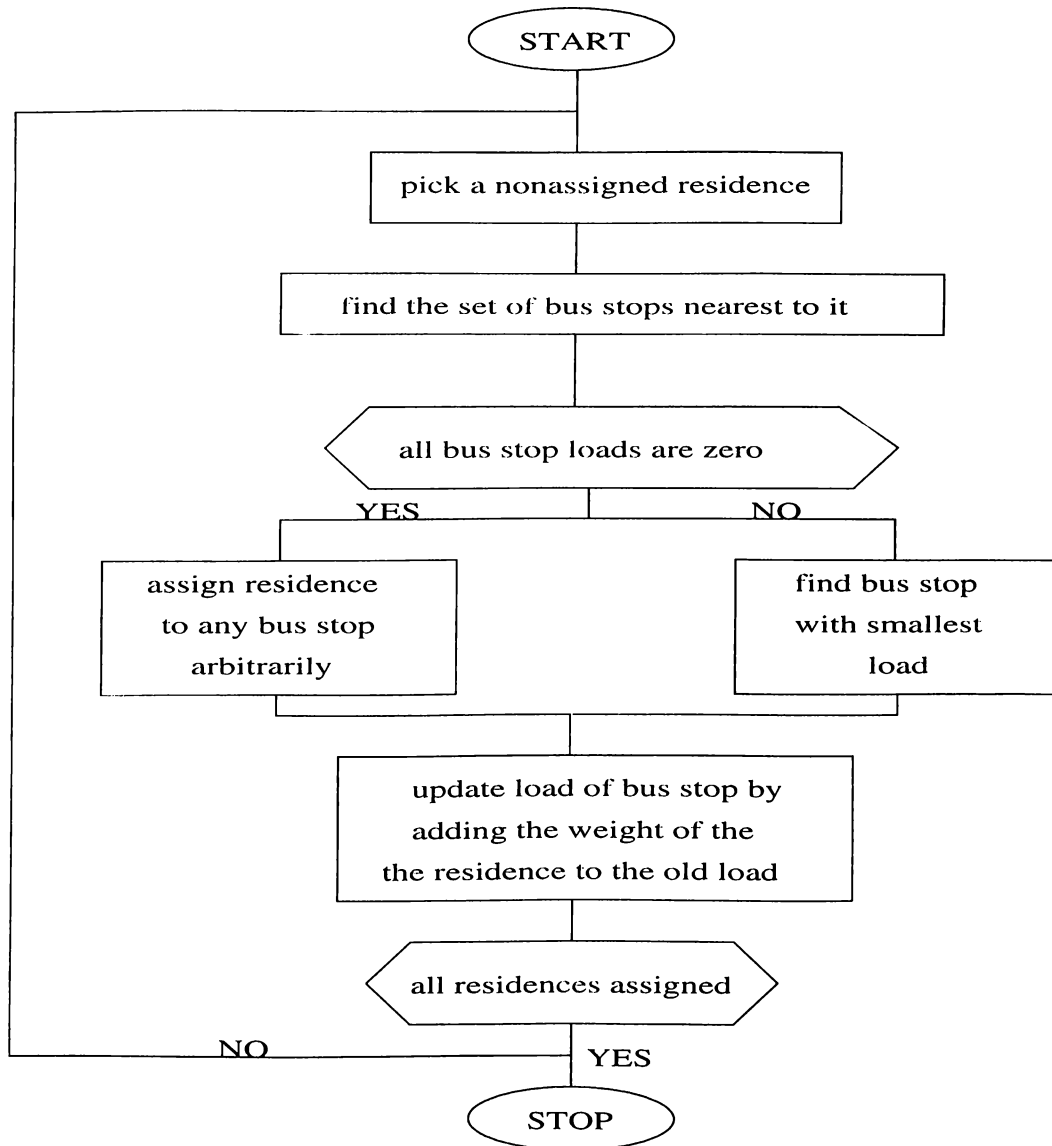 START
pick a nonassigned residence
find the set of bus stops nearest to it
all bus stop loads are zero
YES
NO
assign residence
to any bus stop
arbitrarily
find bus stop
with smallest
load
update load of bus stop by
adding the weight of the
the residence to the old load
all residences assigned
NO
YES
STOP